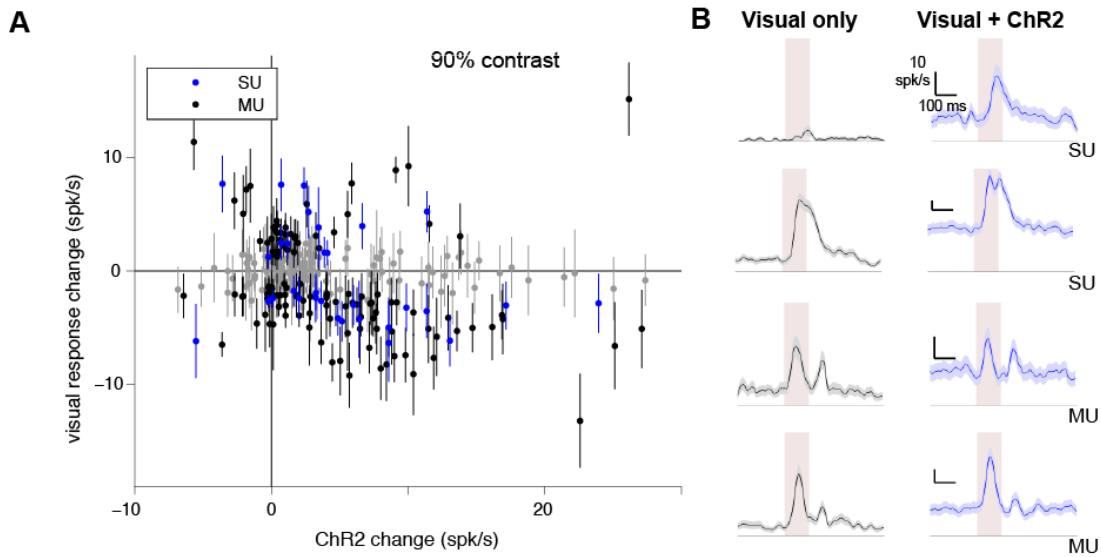 A
90% contrast
SU
MU
visual response change (spk/s)
10
0
−10
−10
0
10
20
ChR2 change (spk/s)
B
Visual only
Visual + ChR2
10
spk/s
100 ms
SU
SU
MU
MU